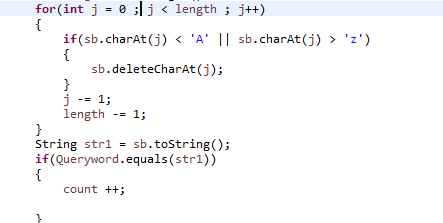 for(int j = 0 ; j < length ; j++)
{
if(sb.charAt(j) < 'A' || sb.charAt(j) > 'z')
{
sb.deleteCharAt(j);
}
j -= 1;
length -= 1;
}
String str1 = sb.toString();
if(Queryword.equals(str1))
{
count ++;
}